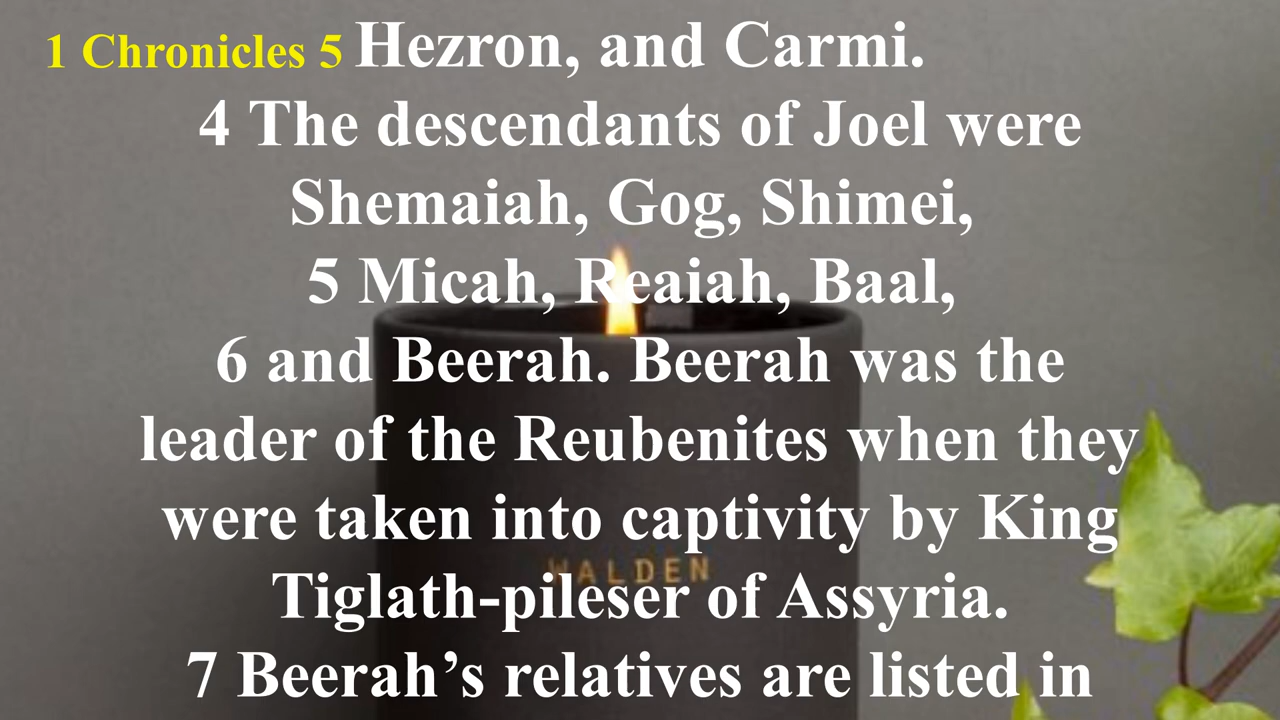 1 Chronicles 5 Hezron, and Carmi.
4 The descendants of Joel were
Shemaiah, Gog, Shimei,
5 Micah, Reaiah, Baal,
6 and Beerah. Beerah was the
leader of the Reubenites when they
were taken into captivity by King
WALDEN
Tiglath-pileser of Assyria.
7 Beerah’s relatives are listed in